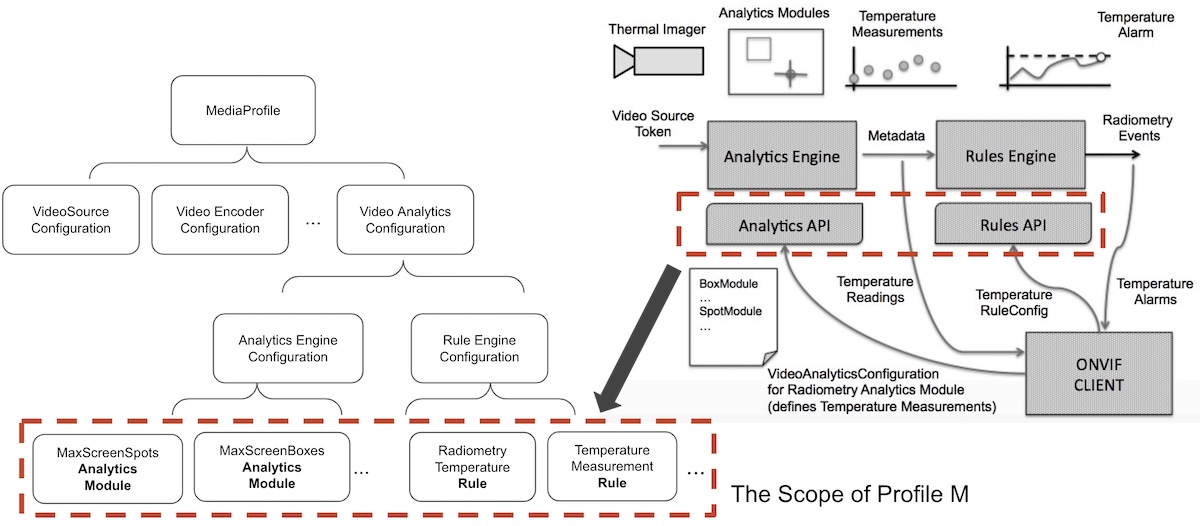 MediaProfile
VideoSource
Configuration
Video Encoder
Configuration
...
Video Analytics
Configuration
Analytics Engine
Configuration
Rule Engine
Configuration
MaxScreenSpots
Analytics
Module
MaxScreenBoxes
Analytics
Module
...
Radiometry
Temperature
Rule
Temperature
Measurement
Rule
...
The Scope of Profile M
Thermal Imager
Analytics Modules
Temperature
Measurements
Temperature
Alarm
Video Source
Token
Analytics Engine
Metadata
Rules Engine
Radiometry
Events
Analytics API
Rules API
BoxModule
...
SpotModule
...
Temperature
Readings
Temperature
RuleConfig
Temperature
Alarms
VideoAnalyticsConfiguration
for Radiometry Analytics Module
(defines Temperature Measurements)
ONVIF
CLIENT